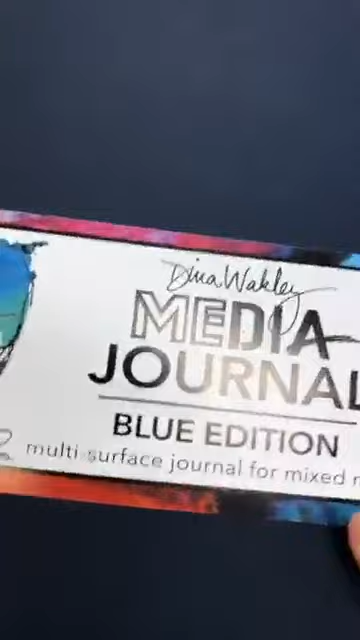 Dina Wakley
MEDIA
JOURNAL
BLUE EDITION
multi surface journal for mixed